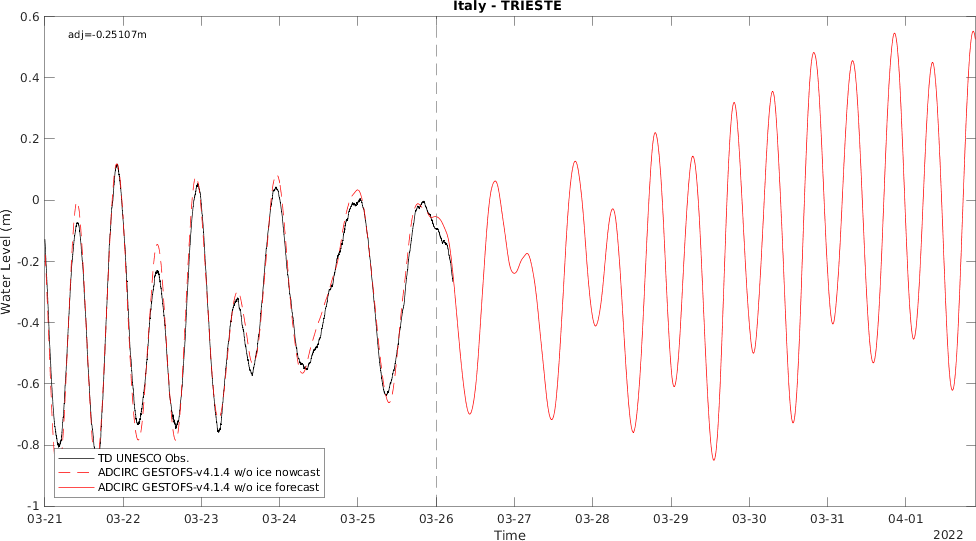 Italy - TRIESTE
adj=-0.25107m
Water Level (m)
0.6
0.4
0.2
0
-0.2
-0.4
-0.6
-0.8
-1
TD UNESCO Obs.
ADCIRC GESTOFS-v4.1.4 w/o ice nowcast
ADCIRC GESTOFS-v4.1.4 w/o ice forecast
03-21 03-22 03-23 03-24 03-25 03-26 03-27 03-28 03-29 03-30 03-31 04-01
Time
2022